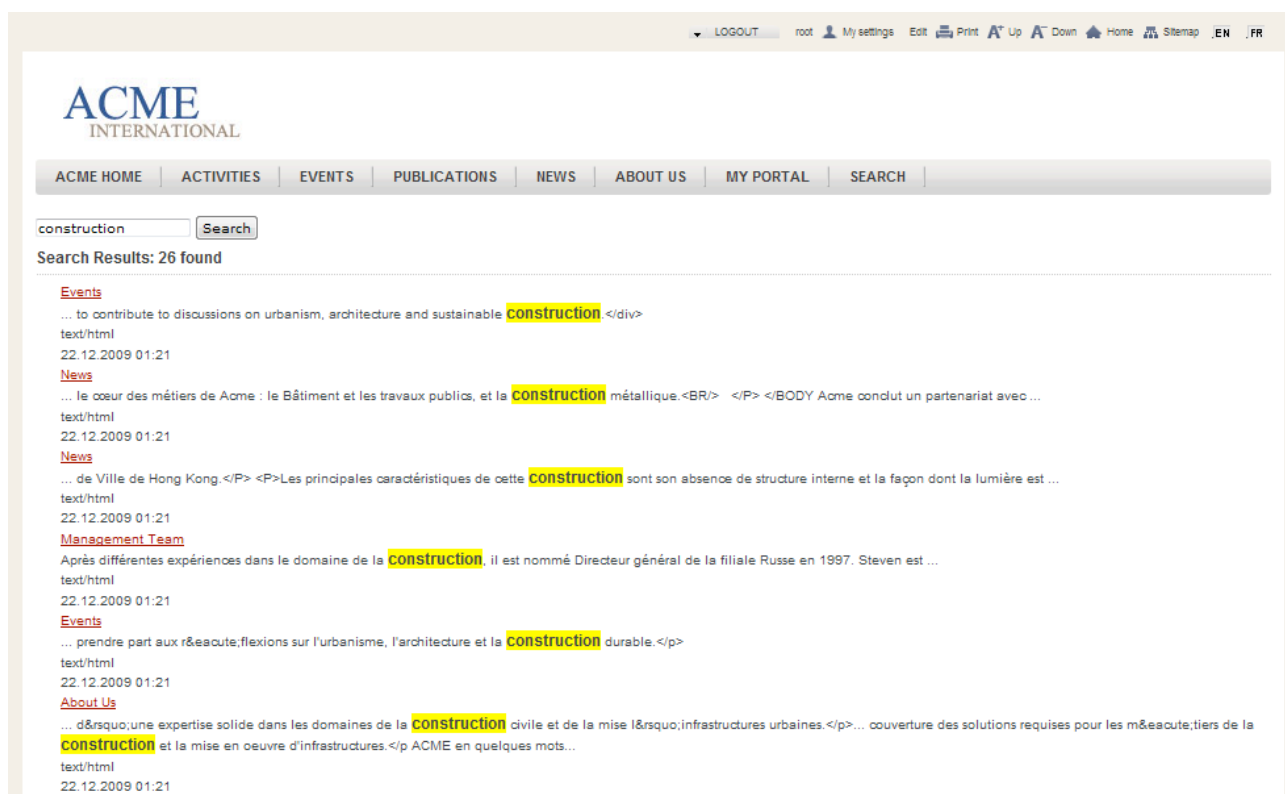 LOGOUT root My settings Edit Print A+ Up A- Down Home Sitemap EN FR
ACME
INTERNATIONAL
ACME HOME ACTIVITIES EVENTS PUBLICATIONS NEWS ABOUT US MY PORTAL SEARCH
construction Search
Search Results: 26 found
Events
... to contribute to discussions on urbanism, architecture and sustainable construction.</div>
text/html
22.12.2009 01:21
News
... le cœur des métiers de Acme : le Bâtiment et les travaux publics, et la construction métallique.<BR/> </P> </BODY Acme conclut un partenariat avec ...
text/html
22.12.2009 01:21
News
... de Ville de Hong Kong.</P> <P>Les principales caractéristiques de cette construction sont son absence de structure interne et la façon dont la lumière est ...
text/html
22.12.2009 01:21
Management Team
Après différentes expériences dans le domaine de la construction, il est nommé Directeur général de la filiale Russe en 1997. Steven est ...
text/html
22.12.2009 01:21
Events
... prendre part aux r&eacute;flexions sur l'urbanisme, l'architecture et la construction durable.</p>
text/html
22.12.2009 01:21
About Us
... d&rsquo;une expertise solide dans les domaines de la construction civile et de la mise l&rsquo;infrastructures urbaines.</p>... couverture des solutions requises pour les m&eacute;tiers de la
construction et la mise en oeuvre d'infrastructures.</p ACME en quelques mots...
text/html
22.12.2009 01:21